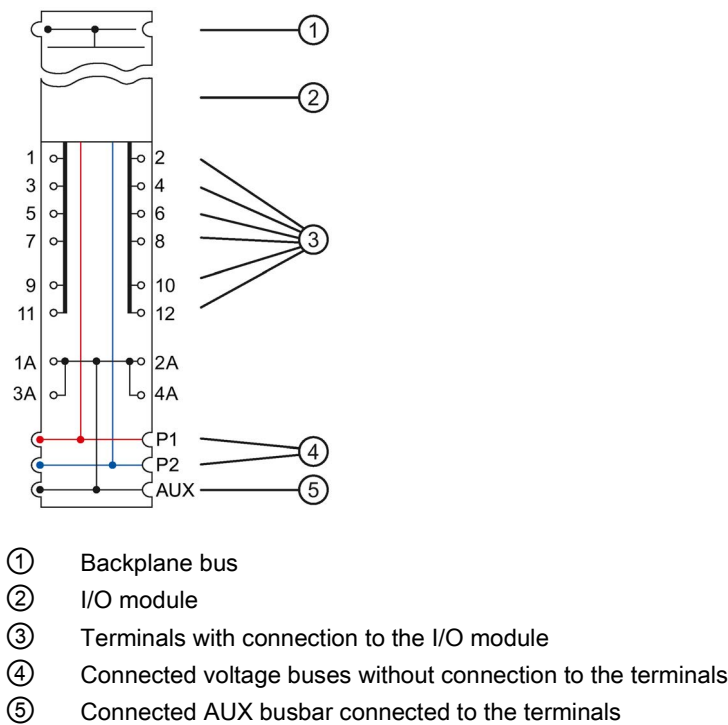 ①
②
1 2
3 4
5 6
7 8
③
9 10
11 12
1A 2A
3A 4A
P1
④
P2
AUX ⑤
① Backplane bus
② I/O module
③ Terminals with connection to the I/O module
④ Connected voltage buses without connection to the terminals
⑤ Connected AUX busbar connected to the terminals